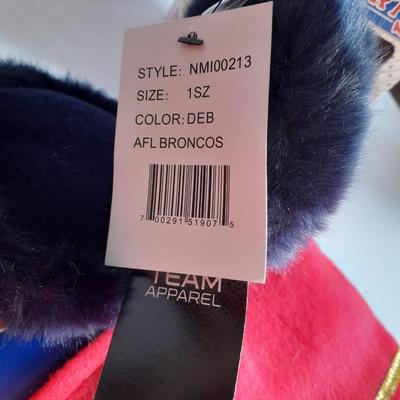 STYLE: NMI00213
SIZE: 1SZ
COLOR: DEB
AFL BRONCOS
7 00291 51907 5
TEAM
APPAREL